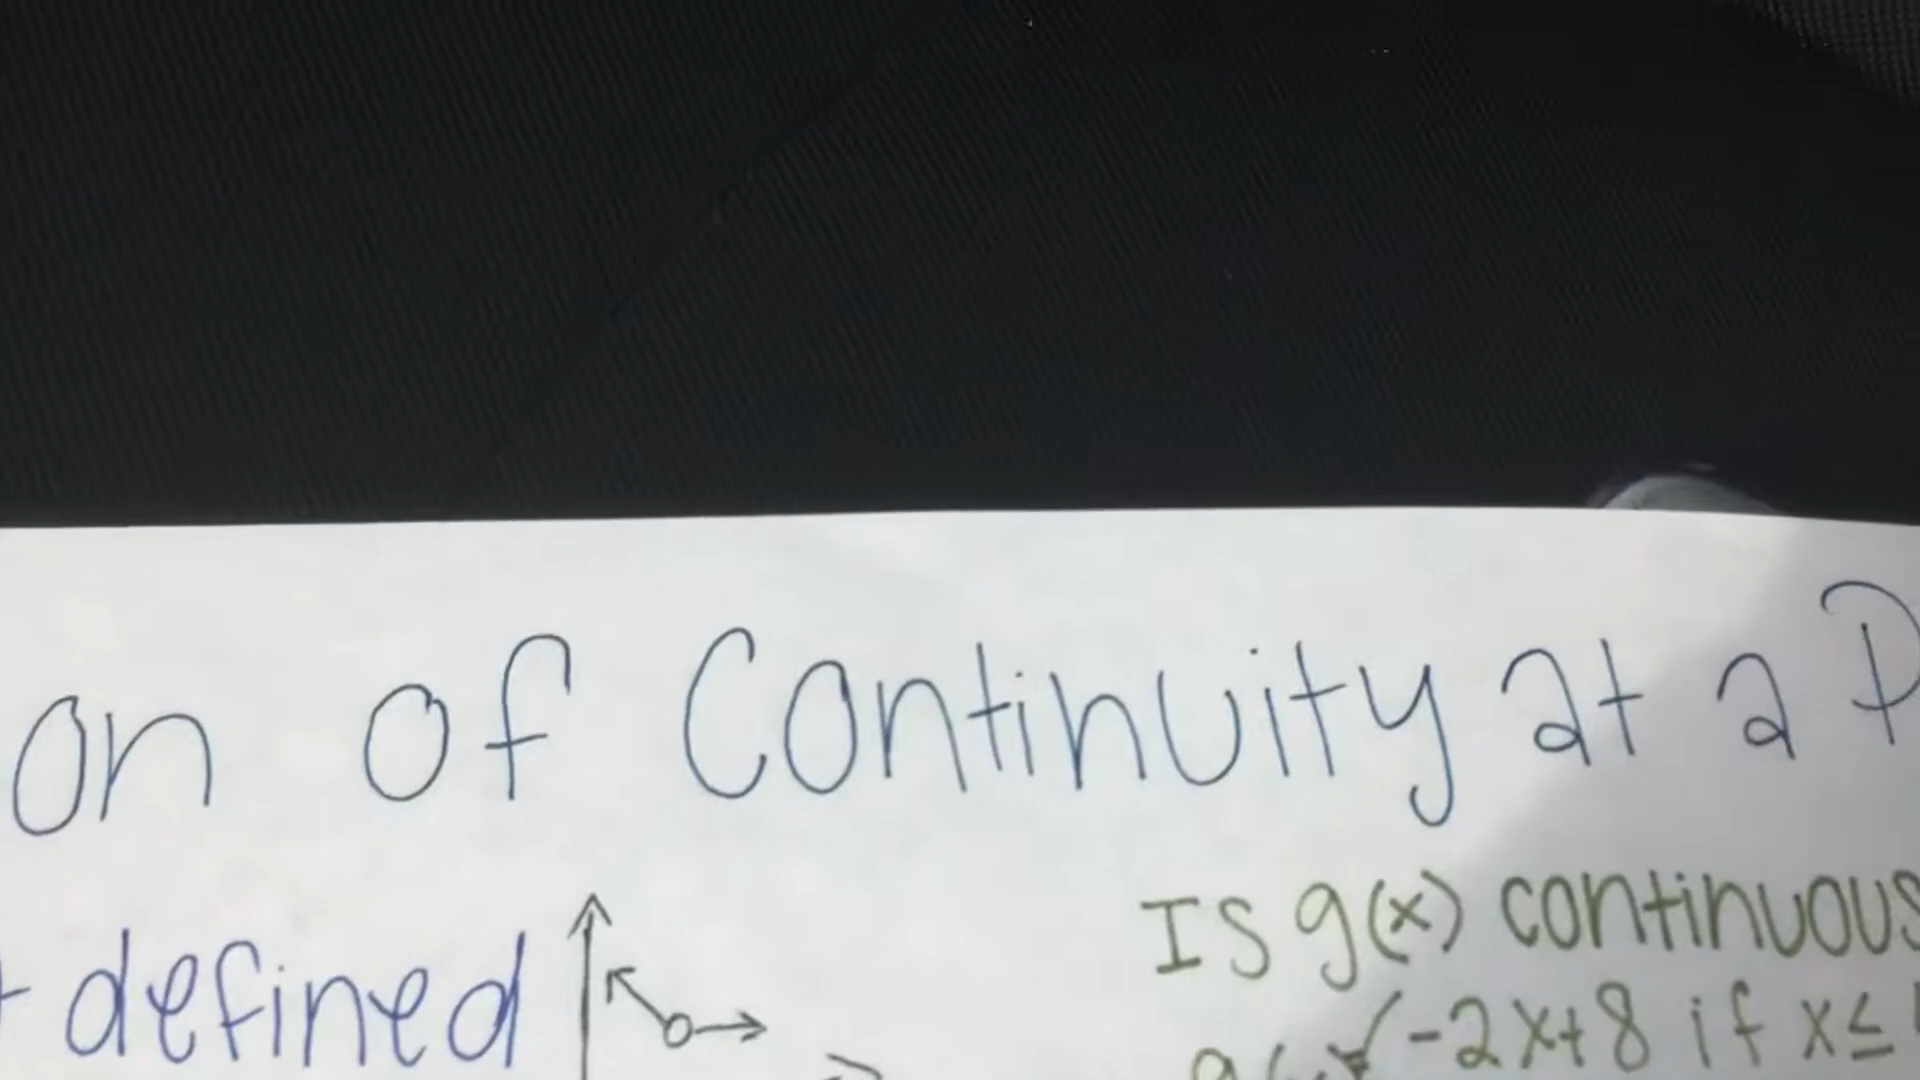 on of Continuity at a P
defined
Is g(x) continuous
-2x+8 if x≤